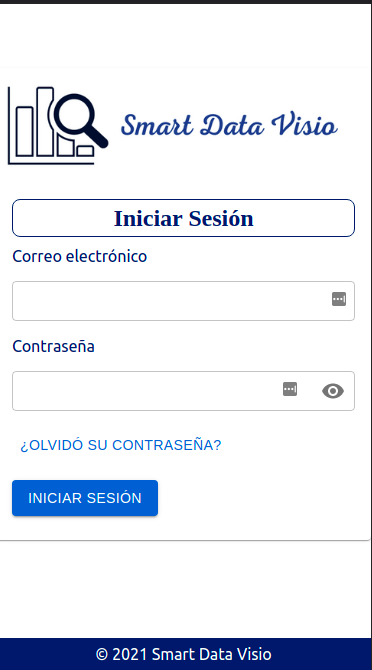 Smart Data Visio
Iniciar Sesión
Correo electrónico
Contraseña
¿OLVIDÓ SU CONTRASEÑA?
INICIAR SESIÓN
© 2021 Smart Data Visio